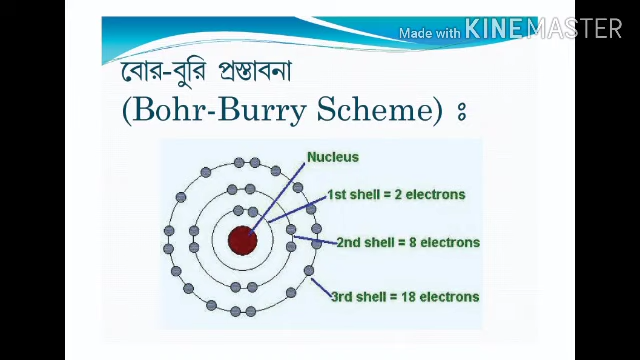 Made with KINEMASTER
বোর-বুরি প্রস্তাবনা
(Bohr-Burry Scheme) ঃ
Nucleus
1st shell = 2 electrons
2nd shell = 8 electrons
3rd shell = 18 electrons